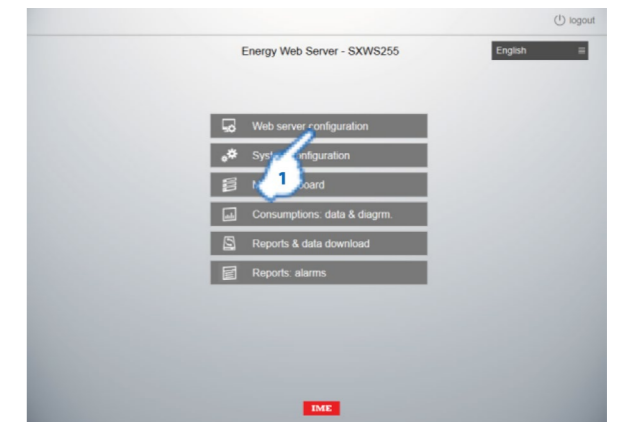 logout
Energy Web Server - SXWS255
English
Web server configuration
configuration
1
Consumptions: data & diagrm.
Reports & data download
Reports: alarms
IME